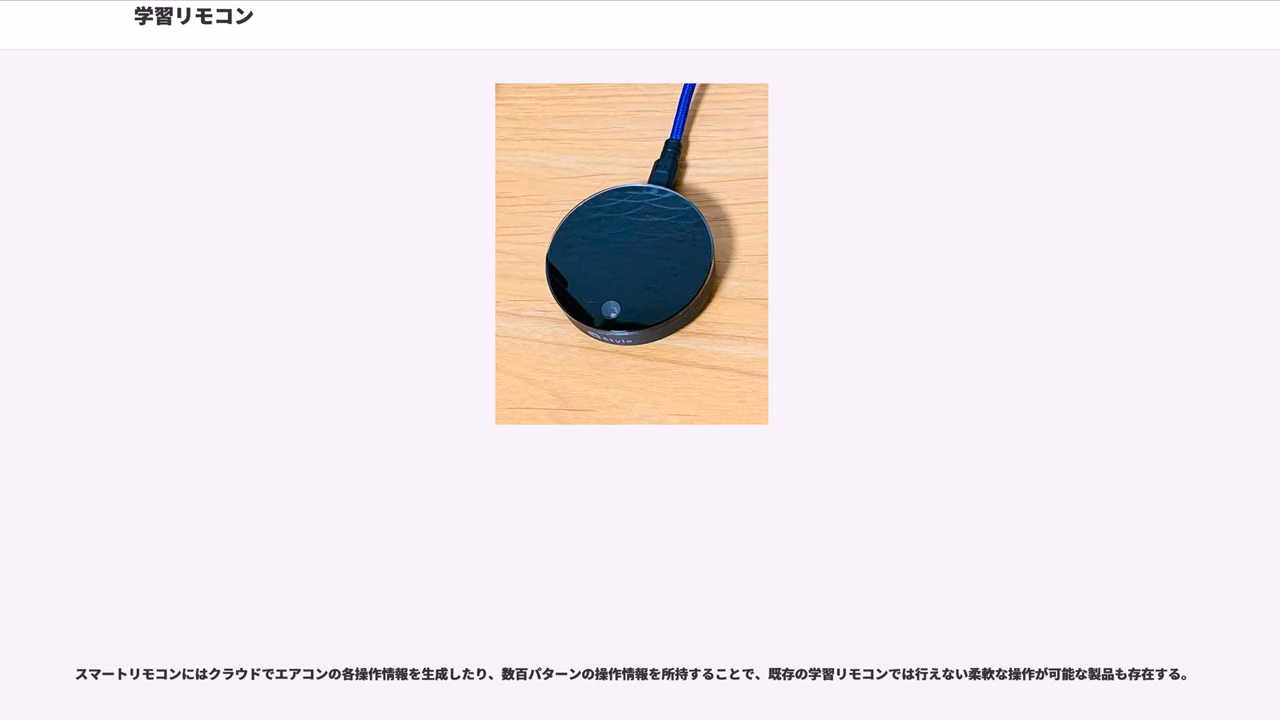 学習リモコン
style
スマートリモコンにはクラウドでエアコンの各操作情報を生成したり、数百パターンの操作情報を所持することで、既存の学習リモコンでは行えない柔軟な操作が可能な製品も存在する。